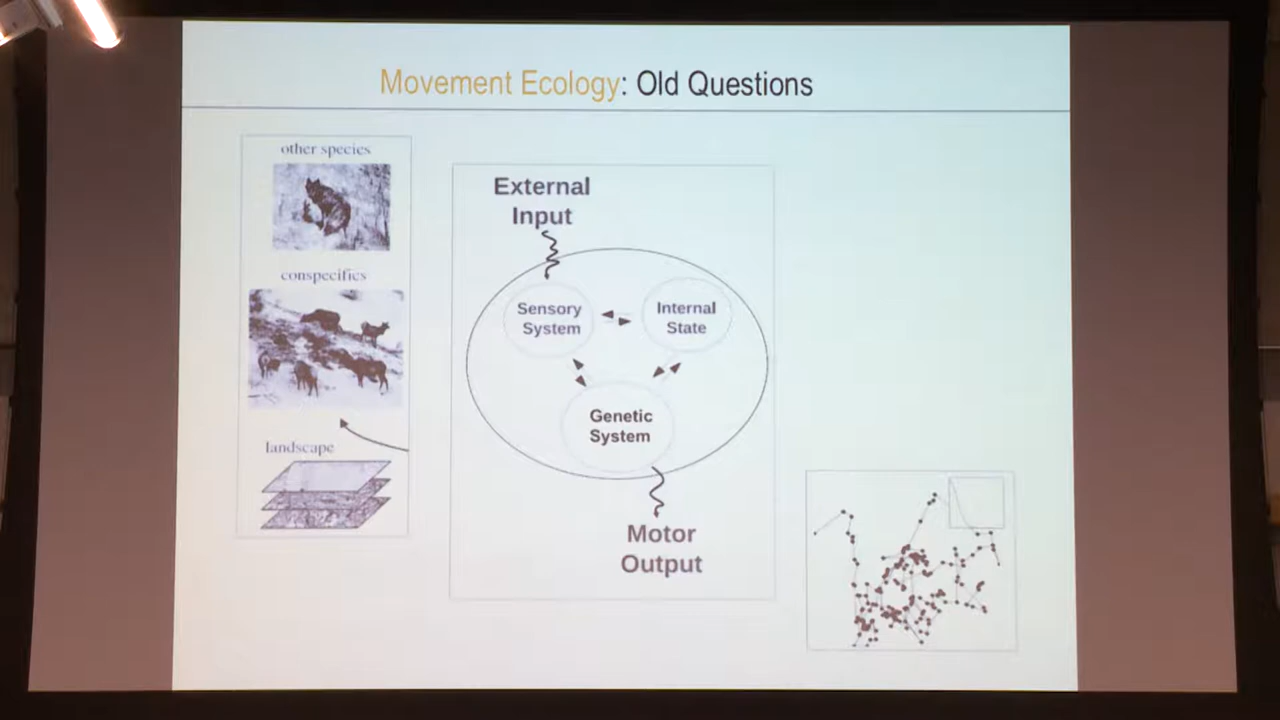 Movement Ecology: Old Questions
other species
conspecifics
landscape
External
Input
Sensory
System
Internal
State
Genetic
System
Motor
Output